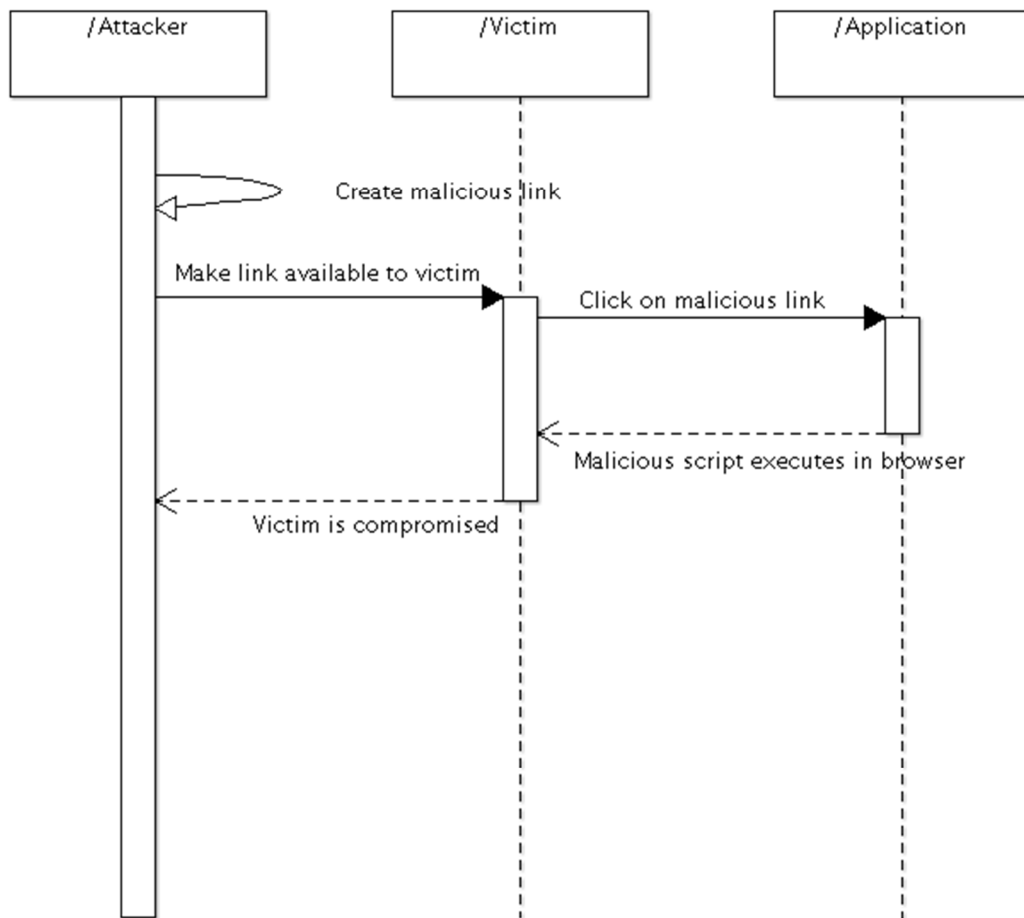 /Attacker
/Victim
/Application
Create malicious link
Make link available to victim
Click on malicious link
Malicious script executes in browser
Victim is compromised